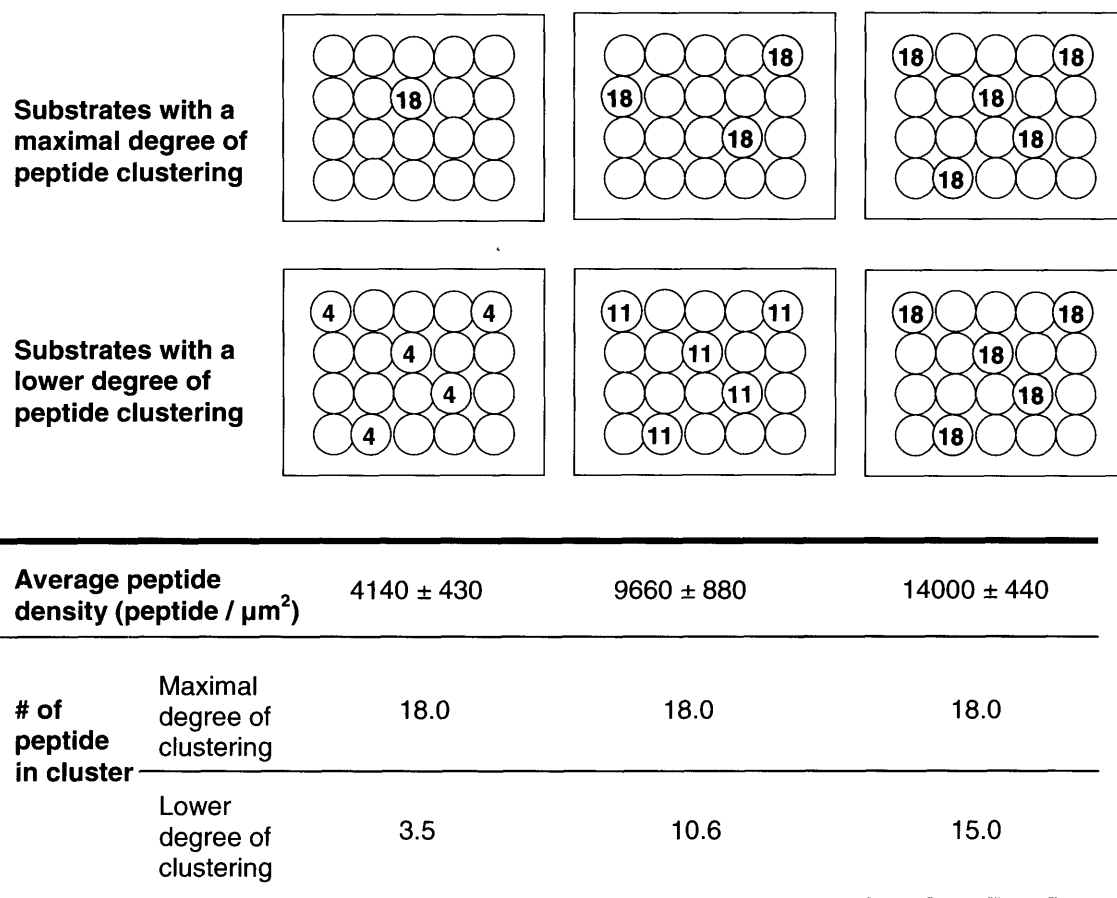 18 18 18 18
Substrates with a
maximal degree of
peptide clustering
18 18 18
18 18
4 4 11 11 18 18
Substrates with a
lower degree of
peptide clustering
4 11 18
4 11 18
4 11 18
Average peptide
density (peptide / µm²)
4140 ± 430 9660 ± 880 14000 ± 440
# of
peptide
in cluster
Maximal
degree of
clustering
18.0 18.0 18.0
Lower
degree of
clustering
3.5 10.6 15.0